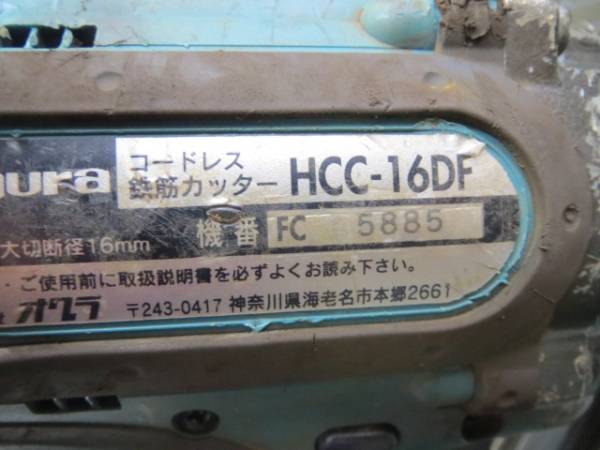 コードレス
鉄筋カッター HCC-16DF
大切断径16mm 機番 FC 5885
ご使用前に取扱説明書を必ずよくお読み下さい。
オグラ 〒243-0417 神奈川県海老名市本郷2661